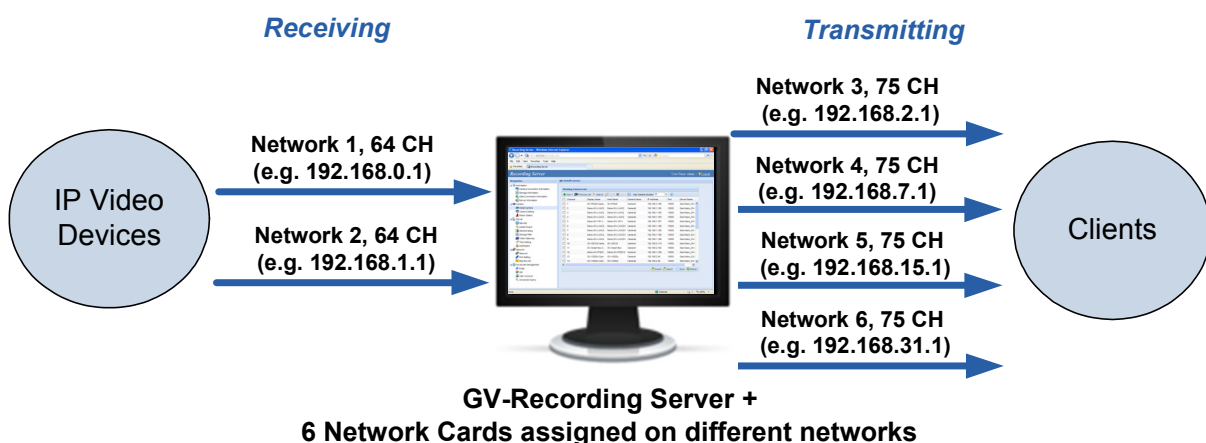 Receiving
Transmitting
IP Video
Devices
Network 1, 64 CH
(e.g. 192.168.0.1)
Network 2, 64 CH
(e.g. 192.168.1.1)
Recording Server
Network 3, 75 CH
(e.g. 192.168.2.1)
Network 4, 75 CH
(e.g. 192.168.7.1)
Network 5, 75 CH
(e.g. 192.168.15.1)
Network 6, 75 CH
(e.g. 192.168.31.1)
Clients
GV-Recording Server +
6 Network Cards assigned on different networks